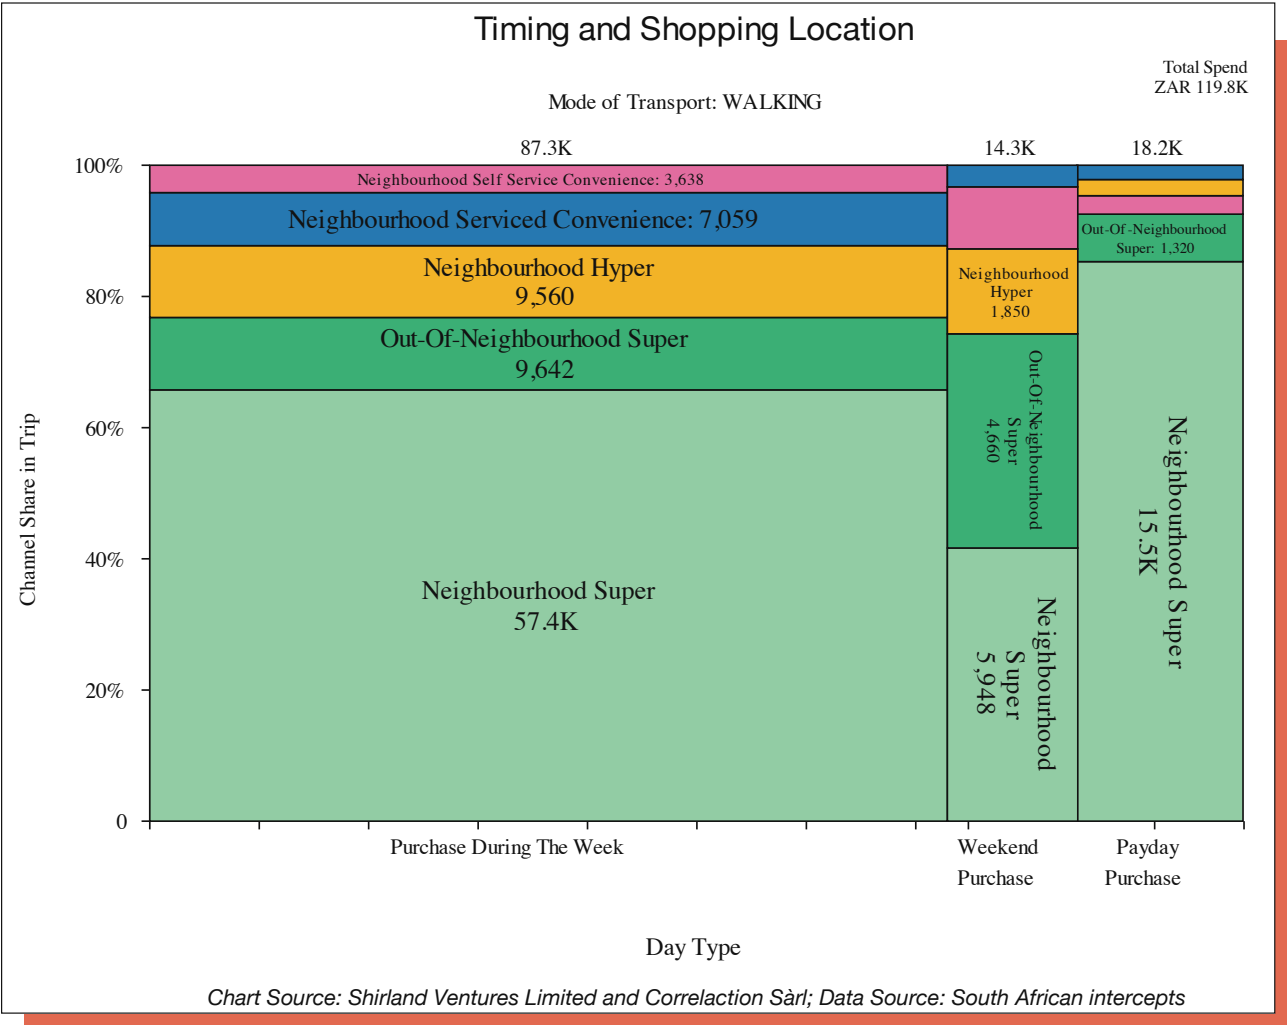 Timing and Shopping Location
Total Spend
ZAR 119.8K
Mode of Transport: WALKING
87.3K
14.3K
18.2K
100%
80%
60%
40%
20%
0
Channel Share in Trip
Neighbourhood Self Service Convenience: 3,638
Neighbourhood Serviced Convenience: 7,059
Neighbourhood Hyper
9,560
Out-Of-Neighbourhood Super
9,642
Neighbourhood Super
57.4K
Neighbourhood
Hyper
1,850
Out-Of-Neighbourhood
Super
4,660
Neighbourhood
Super
5,948
Out-Of-Neighbourhood
Super: 1,320
Neighbourhood Super
15.5K
Purchase During The Week
Weekend
Purchase
Payday
Purchase
Day Type
Chart Source: Shirland Ventures Limited and Correlaction Sàrl; Data Source: South African intercepts